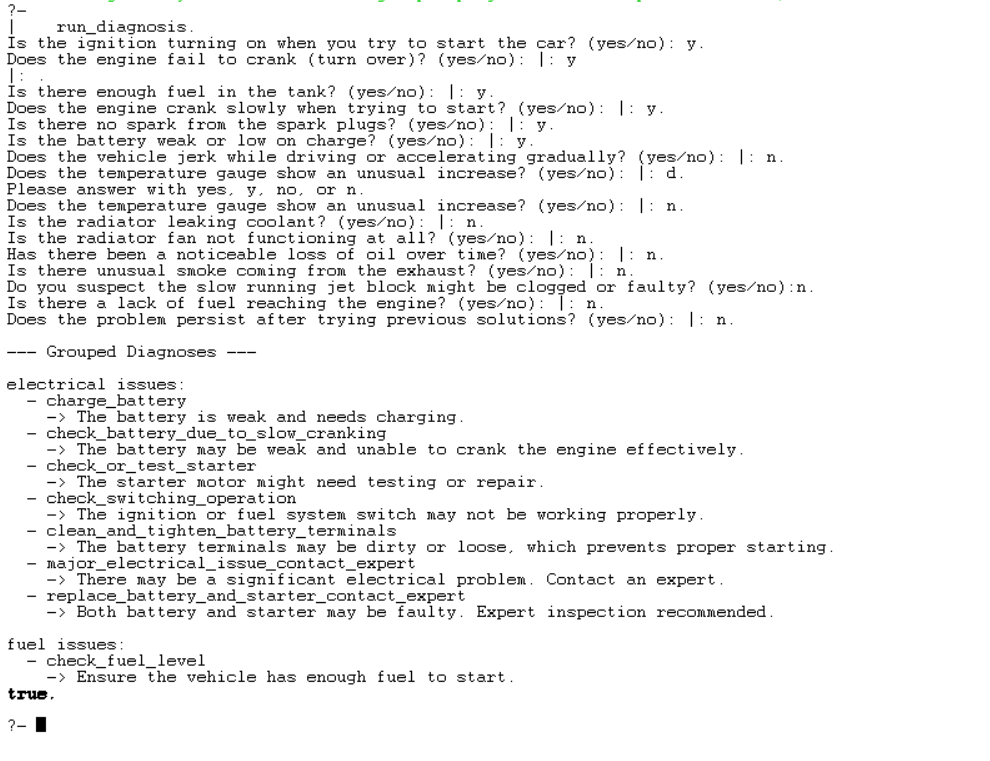 ?-
|    run_diagnosis.
Is the ignition turning on when you try to start the car? (yes/no): y.
Does the engine fail to crank (turn over)? (yes/no): |: y
|: .
Is there enough fuel in the tank? (yes/no): |: y.
Does the engine crank slowly when trying to start? (yes/no): |: y.
Is there no spark from the spark plugs? (yes/no): |: y.
Is the battery weak or low on charge? (yes/no): |: y.
Does the vehicle jerk while driving or accelerating gradually? (yes/no): |: n.
Does the temperature gauge show an unusual increase? (yes/no): |: d.
Please answer with yes, y, no, or n.
Does the temperature gauge show an unusual increase? (yes/no): |: n.
Is the radiator leaking coolant? (yes/no): |: n.
Is the radiator fan not functioning at all? (yes/no): |: n.
Has there been a noticeable loss of oil over time? (yes/no): |: n.
Is there unusual smoke coming from the exhaust? (yes/no): |: n.
Do you suspect the slow running jet block might be clogged or faulty? (yes/no):n.
Is there a lack of fuel reaching the engine? (yes/no): |: n.
Does the problem persist after trying previous solutions? (yes/no): |: n.
--- Grouped Diagnoses ---
electrical issues:
- charge_battery
-> The battery is weak and needs charging.
- check_battery_due_to_slow_cranking
-> The battery may be weak and unable to crank the engine effectively.
- check_or_test_starter
-> The starter motor might need testing or repair.
- check_switching_operation
-> The ignition or fuel system switch may not be working properly.
- clean_and_tighten_battery_terminals
-> The battery terminals may be dirty or loose, which prevents proper starting.
- major_electrical_issue_contact_expert
-> There may be a significant electrical problem. Contact an expert.
- replace_battery_and_starter_contact_expert
-> Both battery and starter may be faulty. Expert inspection recommended.
fuel issues:
- check_fuel_level
-> Ensure the vehicle has enough fuel to start.
true.
?-